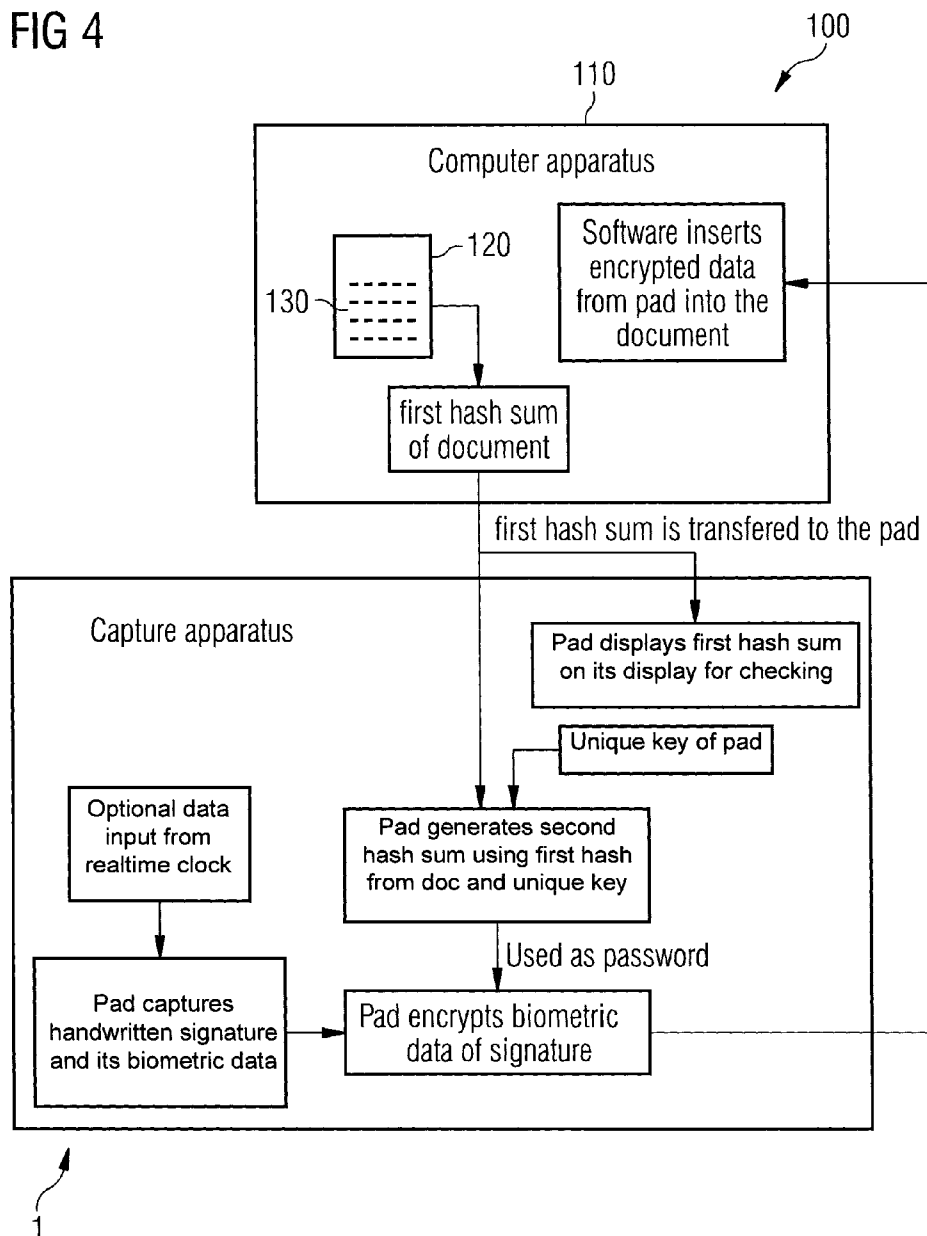 FIG 4
100
110
Computer apparatus
120
130
Software inserts
encrypted data
from pad into the
document
first hash sum
of document
first hash sum is transfered to the pad
Capture apparatus
Pad displays first hash sum
on its display for checking
Unique key of pad
Optional data
input from
realtime clock
Pad generates second
hash sum using first hash
from doc and unique key
Used as password
Pad captures
handwritten signature
and its biometric data
Pad encrypts biometric
data of signature
1